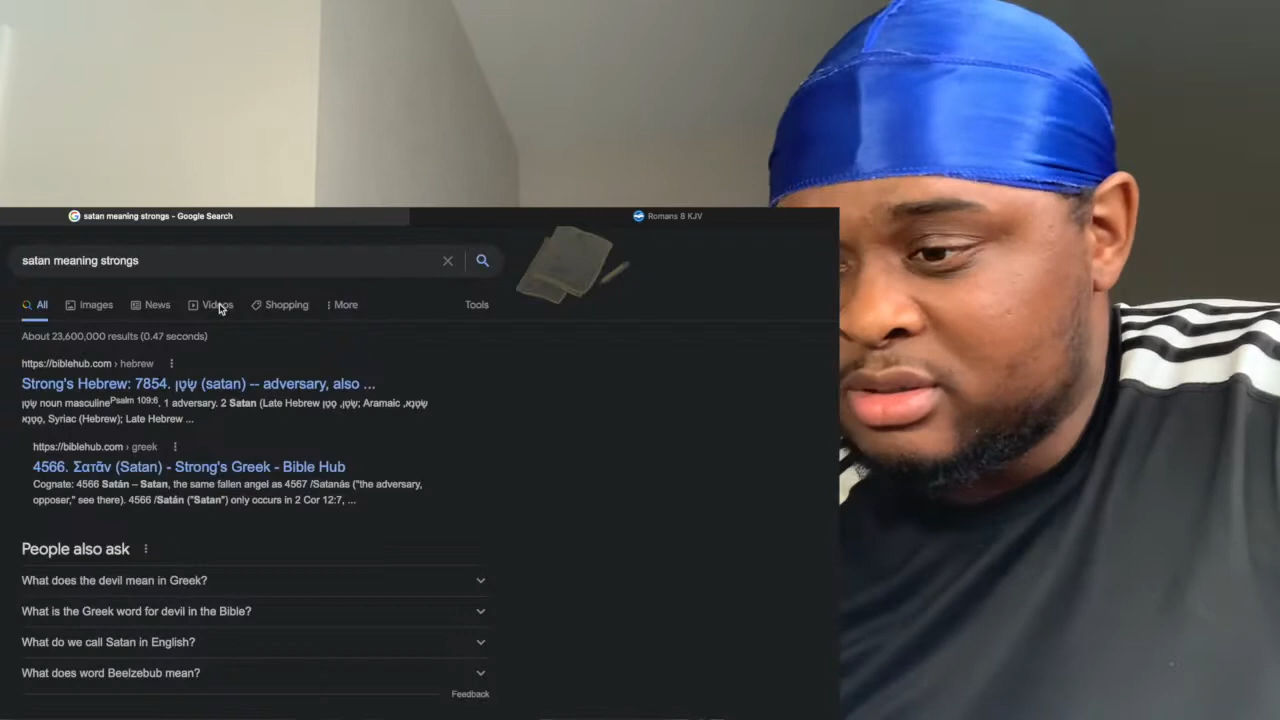 satan meaning strongs - Google Search
Romans 8 KJV
satan meaning strongs
All Images News Videos Shopping More Tools
About 23,600,000 results (0.47 seconds)
https://biblehub.com › hebrew
Strong's Hebrew: 7854. שָׂטָן (satan) -- adversary, also ...
שָׂטָן noun masculine Psalm 109:6, 1 adversary. 2 Satan (Late Hebrew שָׂטָן, סָטָן; Aramaic סָטָנָא, שִׂטְנָא,
Syriac (Hebrew); Late Hebrew ...
https://biblehub.com › greek
4566. Σατᾶν (Satan) - Strong's Greek - Bible Hub
Cognate: 4566 Satán – Satan, the same fallen angel as 4567 /Satanás ("the adversary,
opposer," see there). 4566 /Satán ("Satan") only occurs in 2 Cor 12:7, ...
People also ask
What does the devil mean in Greek?
What is the Greek word for devil in the Bible?
What do we call Satan in English?
What does word Beelzebub mean?
Feedback